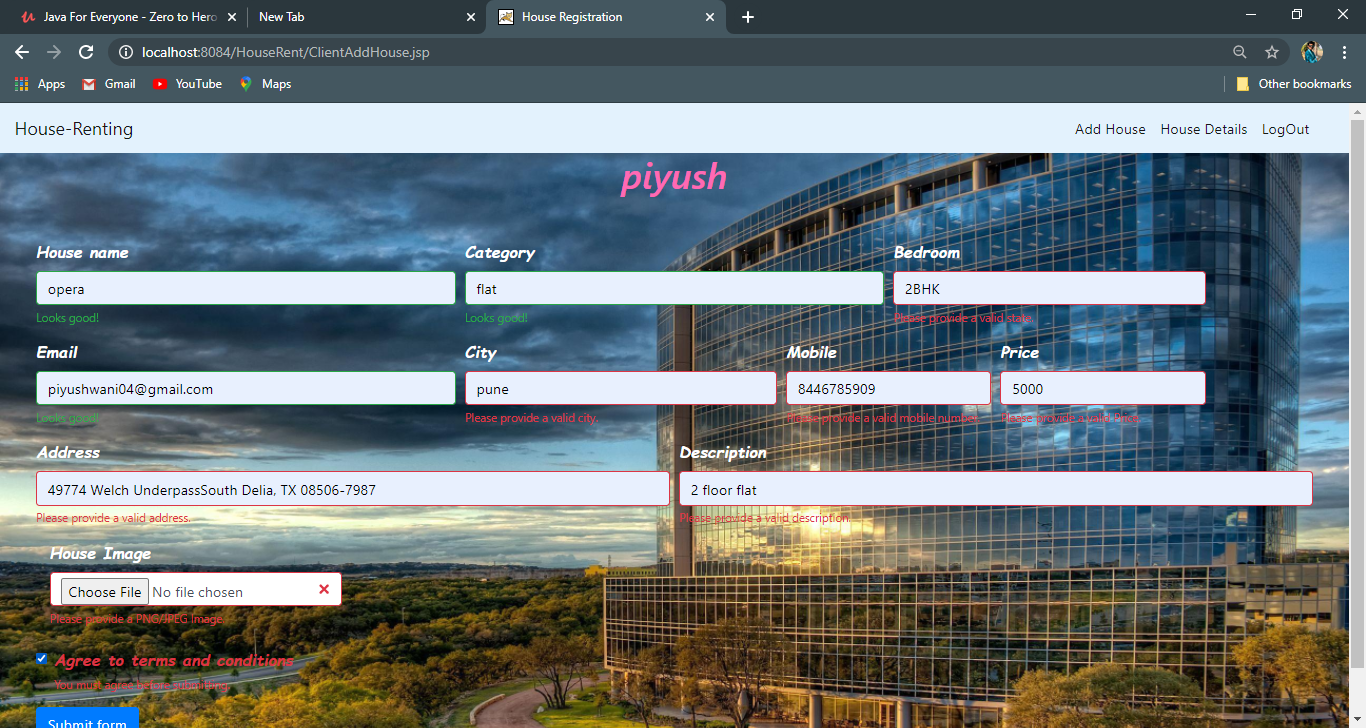 Java For Everyone - Zero to Hero
New Tab
House Registration
localhost:8084/HouseRent/ClientAddHouse.jsp
Apps Gmail YouTube Maps Other bookmarks
House-Renting Add House House Details LogOut
piyush
House name Category Bedroom
opera flat 2BHK
Looks good! Looks good! Please provide a valid state.
Email City Mobile Price
piyushwani04@gmail.com pune 8446785909 5000
Looks good! Please provide a valid city. Please provide a valid mobile number. Please provide a valid Price.
Address Description
49774 Welch UnderpassSouth Delia, TX 08506-7987 2 floor flat
Please provide a valid address. Please provide a valid description.
House Image
Choose File No file chosen
Please provide a PNG/JPEG Image.
Agree to terms and conditions
You must agree before submitting.
Submit form